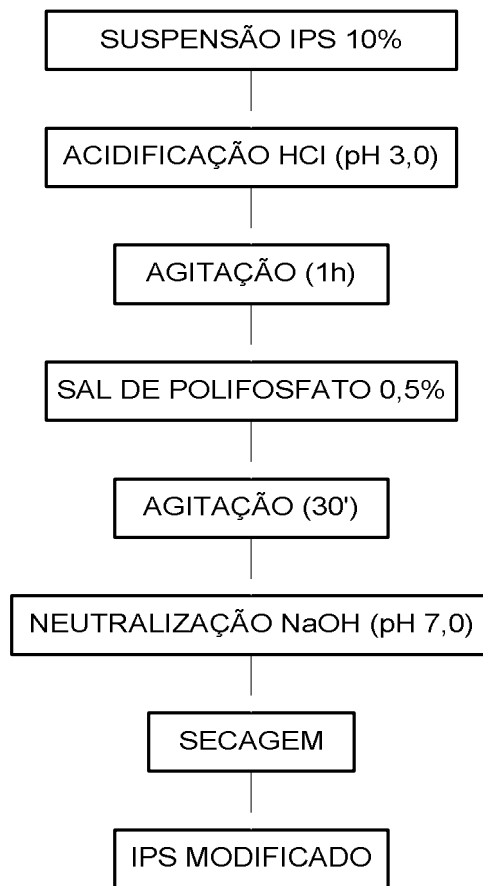 SUSPENSÃO IPS 10%
ACIDIFICAÇÃO HCl (pH 3,0)
AGITAÇÃO (1h)
SAL DE POLIFOSFATO 0,5%
AGITAÇÃO (30')
NEUTRALIZAÇÃO NaOH (pH 7,0)
SECAGEM
IPS MODIFICADO